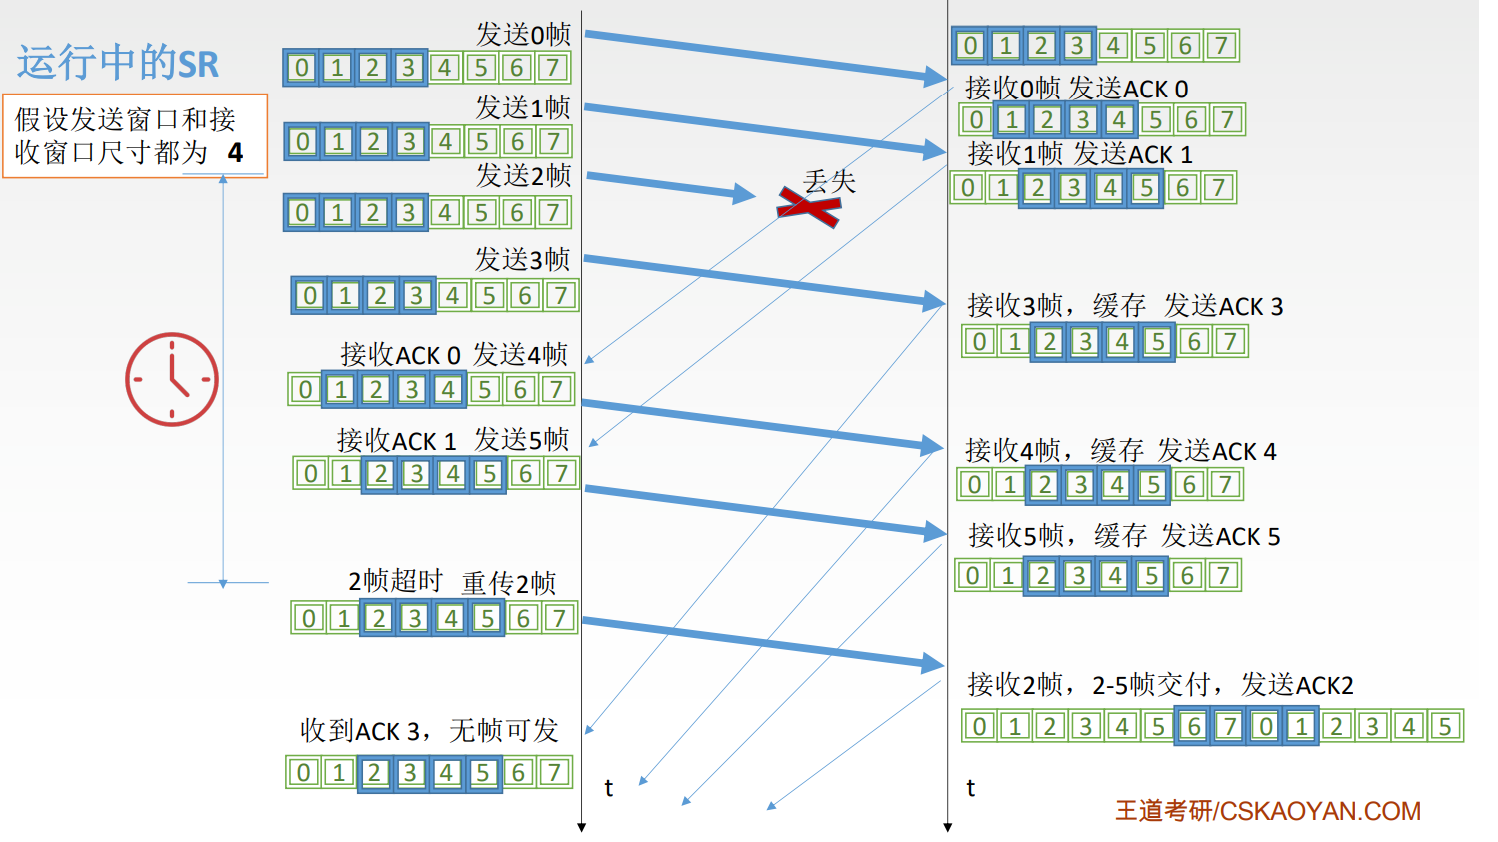 运行中的SR
假设发送窗口和接
收窗口尺寸都为 4
发送0帧
0 1 2 3 4 5 6 7
发送1帧
0 1 2 3 4 5 6 7
发送2帧
0 1 2 3 4 5 6 7
发送3帧
0 1 2 3 4 5 6 7
接收ACK 0 发送4帧
0 1 2 3 4 5 6 7
接收ACK 1 发送5帧
0 1 2 3 4 5 6 7
2帧超时 重传2帧
0 1 2 3 4 5 6 7
收到ACK 3，无帧可发
0 1 2 3 4 5 6 7
t
丢失
0 1 2 3 4 5 6 7
接收0帧 发送ACK 0
0 1 2 3 4 5 6 7
接收1帧 发送ACK 1
0 1 2 3 4 5 6 7
接收3帧，缓存 发送ACK 3
0 1 2 3 4 5 6 7
接收4帧，缓存 发送ACK 4
0 1 2 3 4 5 6 7
接收5帧，缓存 发送ACK 5
0 1 2 3 4 5 6 7
接收2帧，2-5帧交付，发送ACK2
0 1 2 3 4 5 6 7 0 1 2 3 4 5
t
王道考研/CSKAOYAN.COM